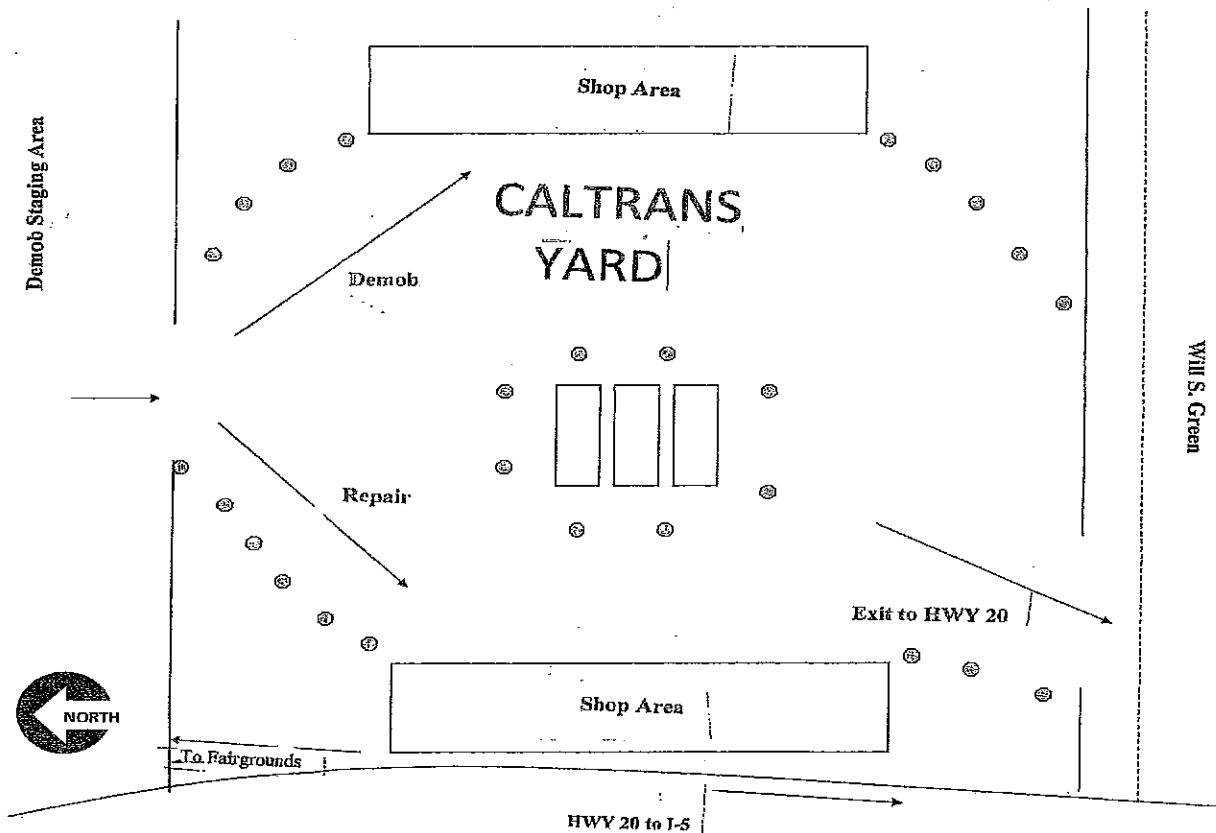 Shop Area
Demob Staging Area
CALTRANS
YARD
Demob
Will S. Green
Repair
Exit to HWY 20
NORTH
Shop Area
To Fairgrounds
HWY 20 to I-5